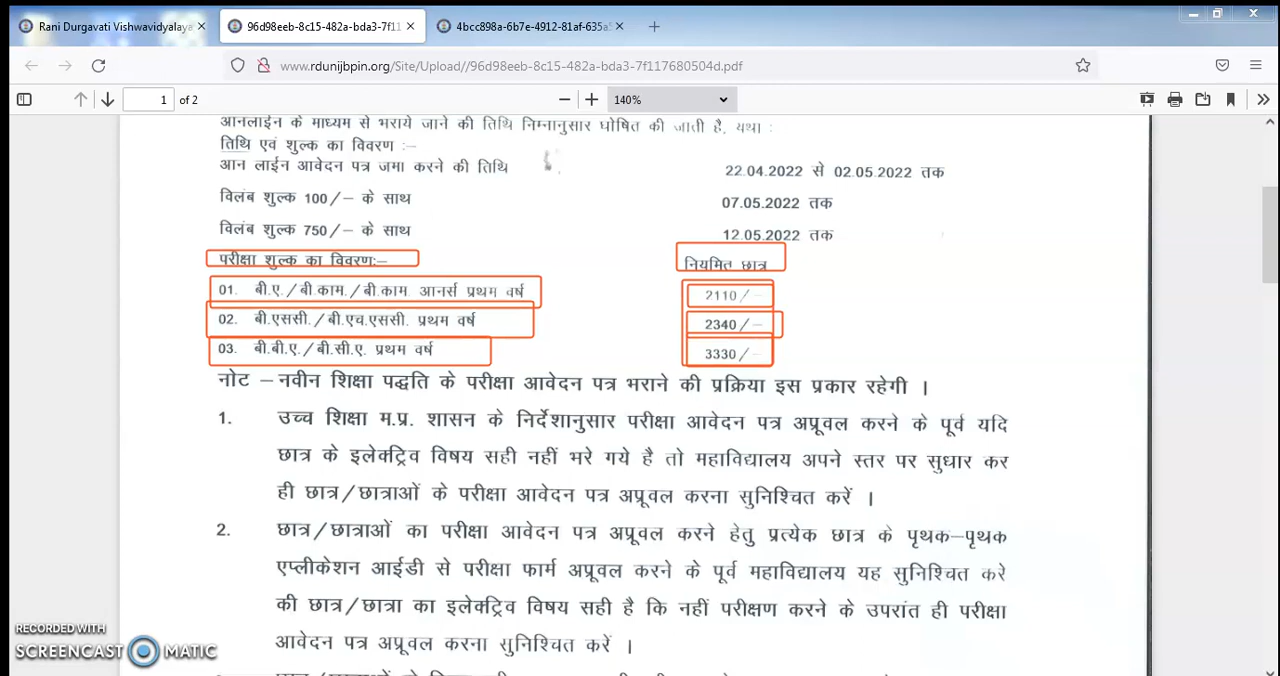 Rani Durgavati Vishwavidyalaya
96d98eeb-8c15-482a-bda3-7f11
4bcc898a-6b7e-4912-81af-635a
www.rdunijbpin.org/Site/Upload//96d98eeb-8c15-482a-bda3-7f117680504d.pdf
1 of 2
140%
आनलाईन के माध्यम से भराये जाने की तिथि निम्नानुसार घोषित की जाती है, यथा :
तिथि एवं शुल्क का विवरण :–
आन लाईन आवेदन पत्र जमा करने की तिथि 22.04.2022 से 02.05.2022 तक
विलंब शुल्क 100/– के साथ 07.05.2022 तक
विलंब शुल्क 750/– के साथ 12.05.2022 तक
परीक्षा शुल्क का विवरण:– नियमित छात्र
01. बी.ए./बी काम./बी.काम. आनर्स प्रथम वर्ष 2110/–
02. बी.एससी./बी.एच.एससी. प्रथम वर्ष 2340/–
03. बी.बी.ए./बी.सी.ए. प्रथम वर्ष 3330/–
नोट –नवीन शिक्षा पद्धति के परीक्षा आवेदन पत्र भराने की प्रक्रिया इस प्रकार रहेगी ।
1. उच्च शिक्षा म.प्र. शासन के निर्देशानुसार परीक्षा आवेदन पत्र अप्रूवल करने के पूर्व यदि
छात्र के इलेक्ट्रिव विषय सही नहीं भरे गये है तो महाविद्यालय अपने स्तर पर सुधार कर
ही छात्र/छात्राओं के परीक्षा आवेदन पत्र अप्रूवल करना सुनिश्चित करें ।
2. छात्र/छात्राओं का परीक्षा आवेदन पत्र अप्रूवल करने हेतु प्रत्येक छात्र के पृथक–पृथक
एप्लीकेशन आईडी से परीक्षा फार्म अप्रूवल करने के पूर्व महाविद्यालय यह सुनिश्चित करे
की छात्र/छात्रा का इलेक्ट्रिव विषय सही है कि नहीं परीक्षण करने के उपरांत ही परीक्षा
आवेदन पत्र अप्रूवल करना सुनिश्चित करें ।
RECORDED WITH
SCREENCAST MATIC